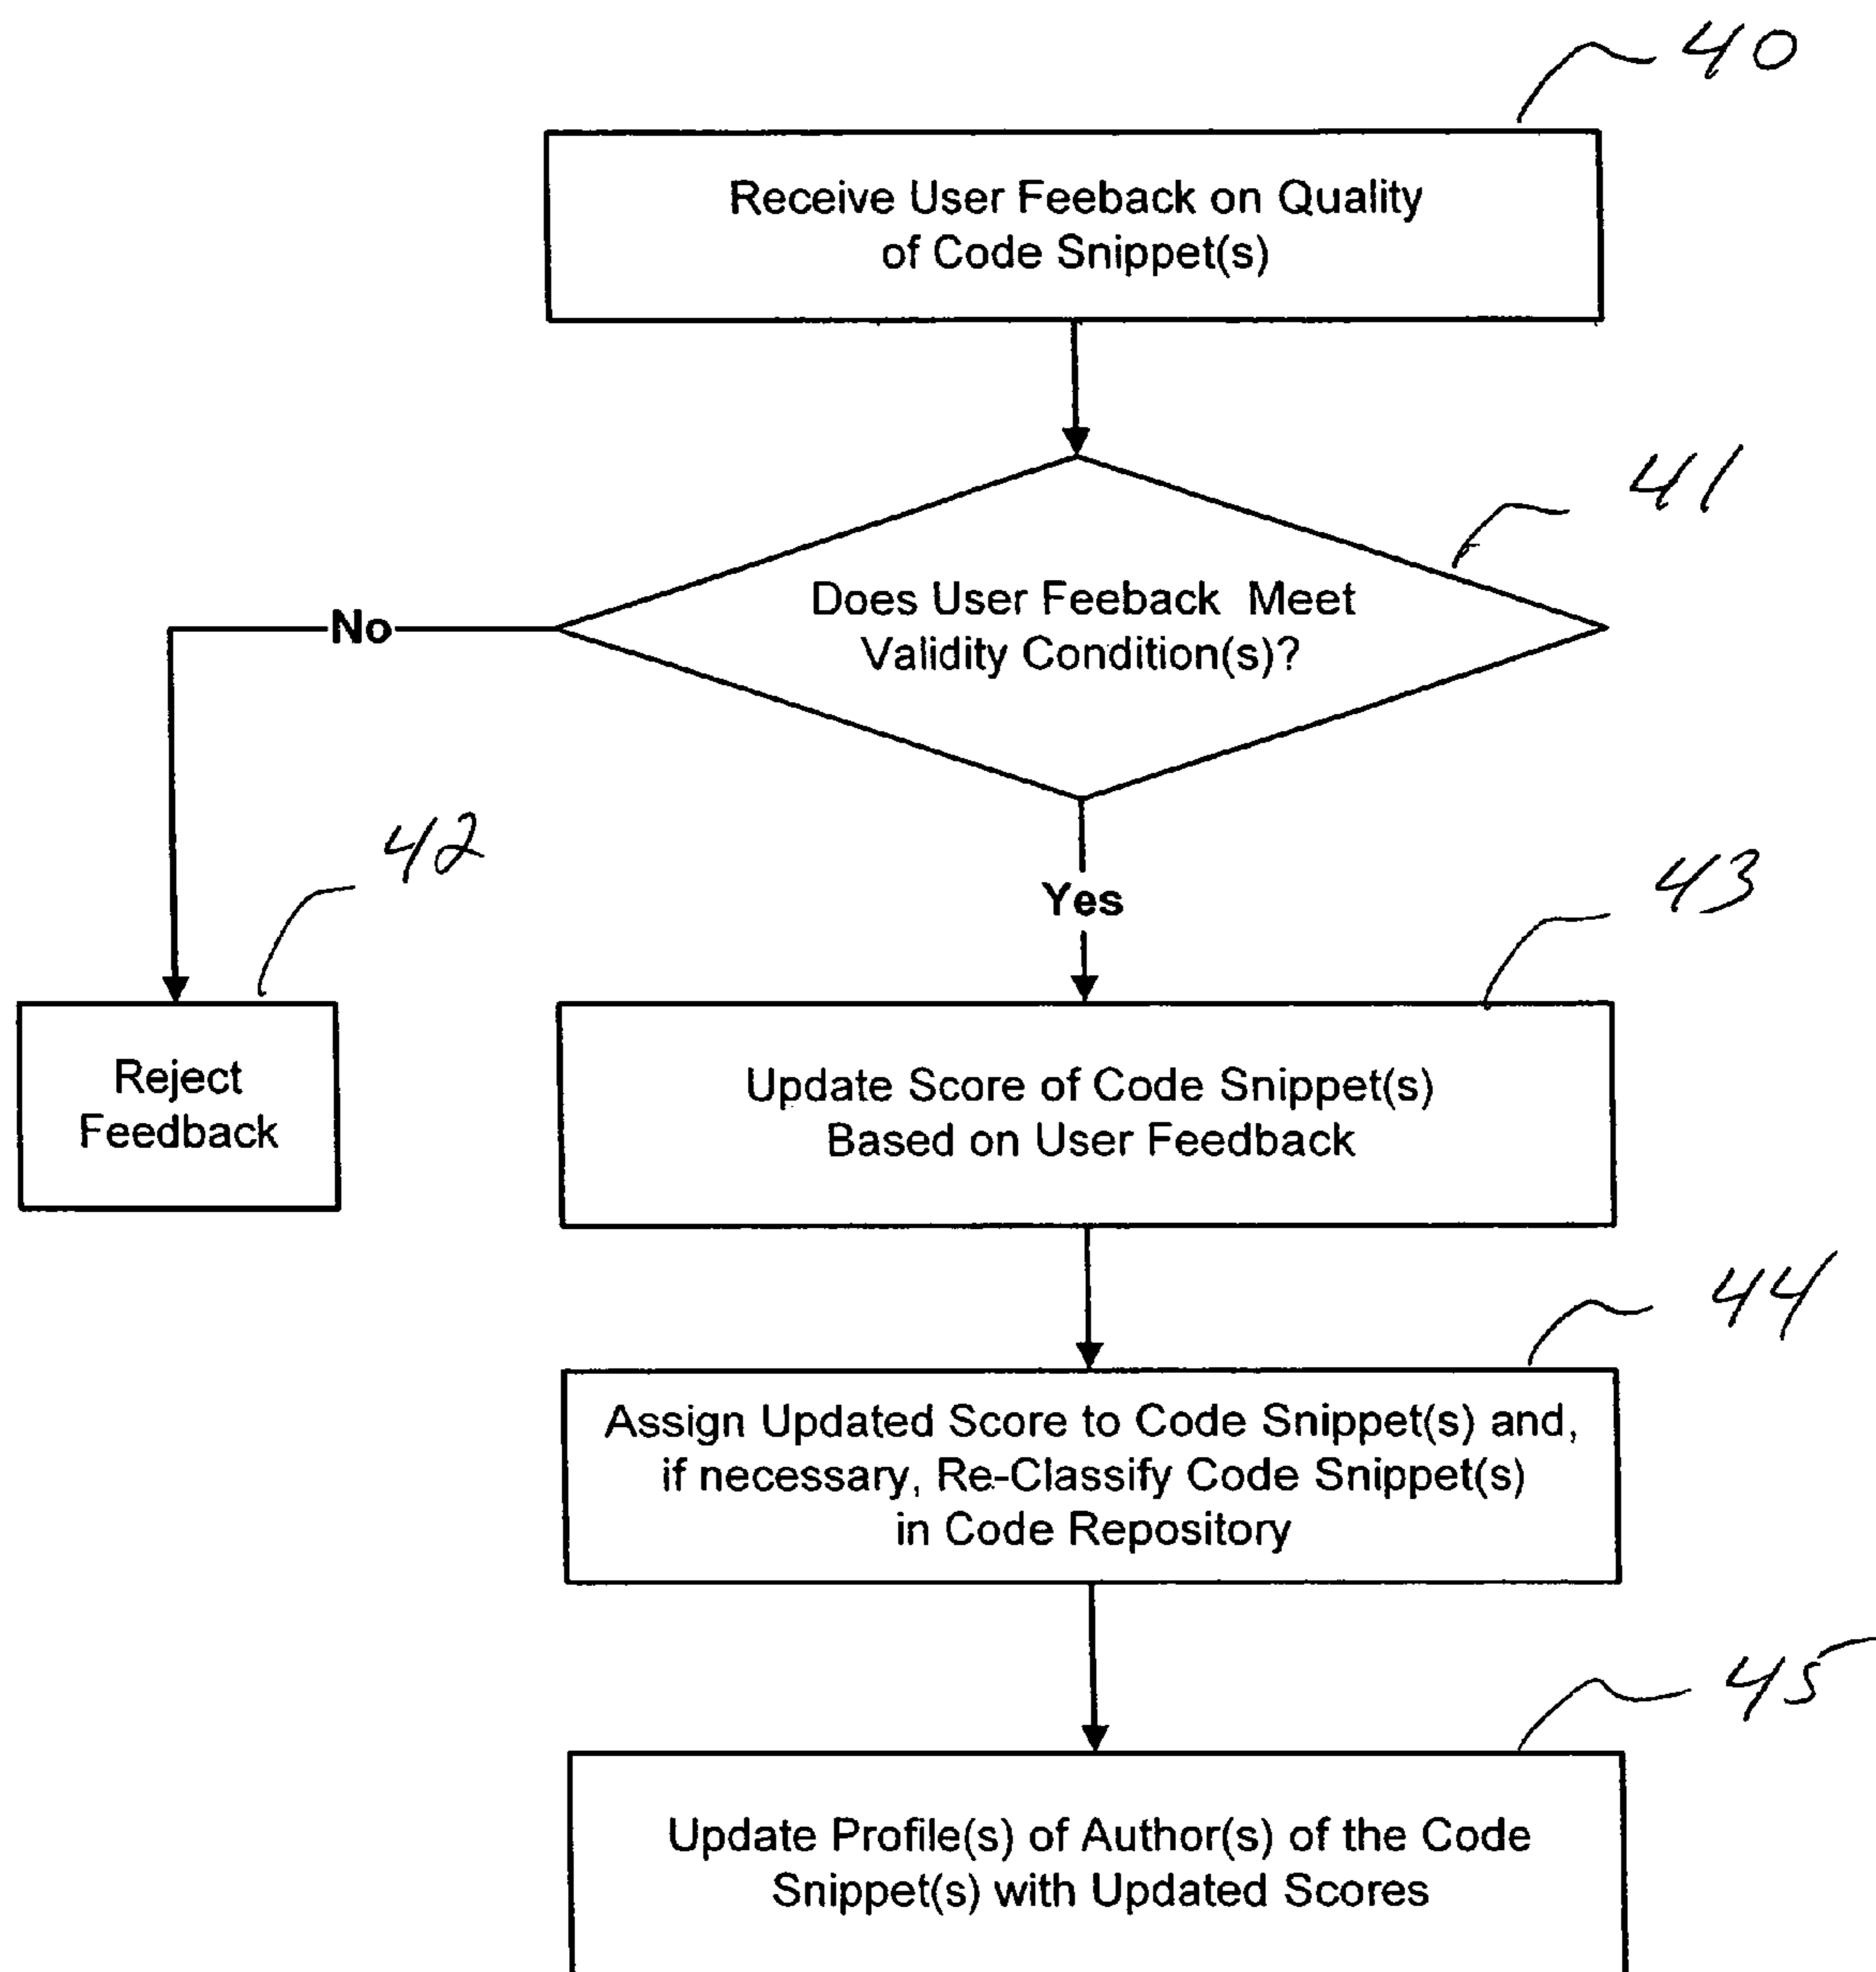 40
Receive User Feeback on Quality
of Code Snippet(s)
41
Does User Feeback Meet
Validity Condition(s)?
No
42
Yes
43
Reject
Feedback
Update Score of Code Snippet(s)
Based on User Feedback
44
Assign Updated Score to Code Snippet(s) and,
if necessary, Re-Classify Code Snippet(s)
in Code Repository
45
Update Profile(s) of Author(s) of the Code
Snippet(s) with Updated Scores